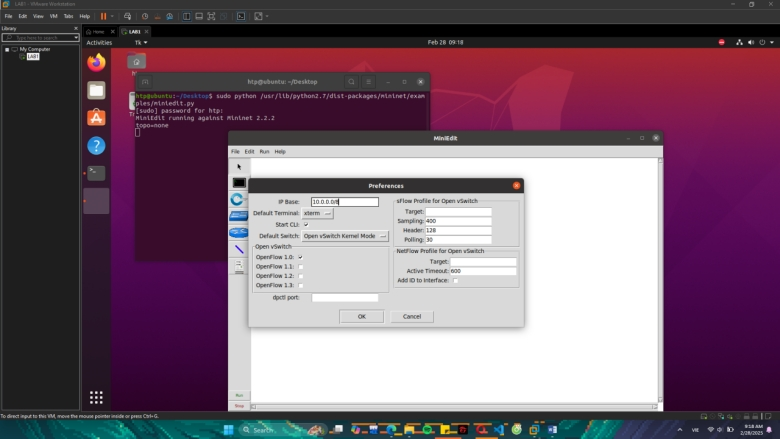 LAB1 - VMware Workstation
File Edit View VM Tabs Help
Library
Type here to search
My Computer
LAB1
Home
LAB1
Activities
Tk
Feb 28 09:18
htp@ubuntu: ~/Desktop
htp@ubuntu:~/Desktop$ sudo python /usr/lib/python2.7/dist-packages/mininet/exam
ples/miniedit.py
[sudo] password for htp:
MiniEdit running against Mininet 2.2.2
topo=none
MiniEdit
File Edit Run Help
Preferences
IP Base: 10.0.0.0/8
Default Terminal: xterm
Start CLI:
Default Switch: Open vSwitch Kernel Mode
Open vSwitch
OpenFlow 1.0:
OpenFlow 1.1:
OpenFlow 1.2:
OpenFlow 1.3:
dpctl port:
sFlow Profile for Open vSwitch
Target:
Sampling: 400
Header: 128
Polling: 30
NetFlow Profile for Open vSwitch
Target:
Active Timeout: 600
Add ID to Interface:
OK Cancel
Run
Stop
To direct input to this VM, move the mouse pointer inside or press Ctrl+G.
Search
VIE
9:18 AM
2/28/2025